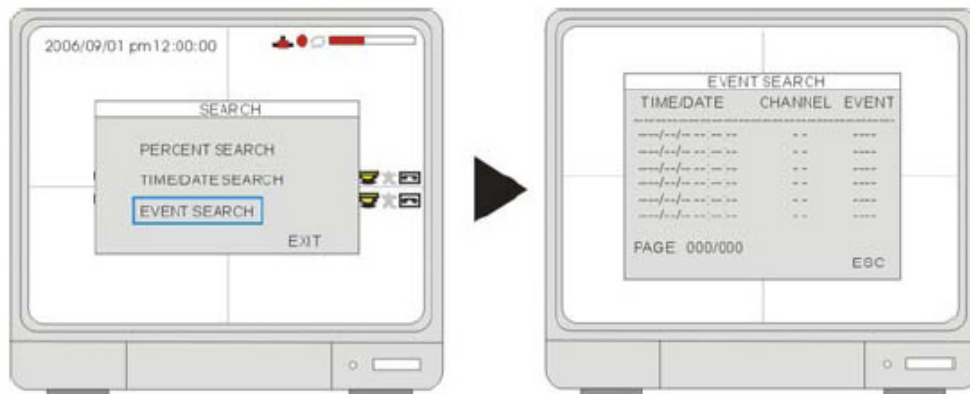 2006/09/01 pm12:00:00
SEARCH
PERCENT SEARCH
TIME/DATE SEARCH
EVENT SEARCH
EXIT
EVENT SEARCH
TIME/DATE CHANNEL EVENT
----/--/-- --:--:-- -- ----
----/--/-- --:--:-- -- ----
----/--/-- --:--:-- -- ----
----/--/-- --:--:-- -- ----
----/--/-- --:--:-- -- ----
----/--/-- --:--:-- -- ----
PAGE 000/000
ESC